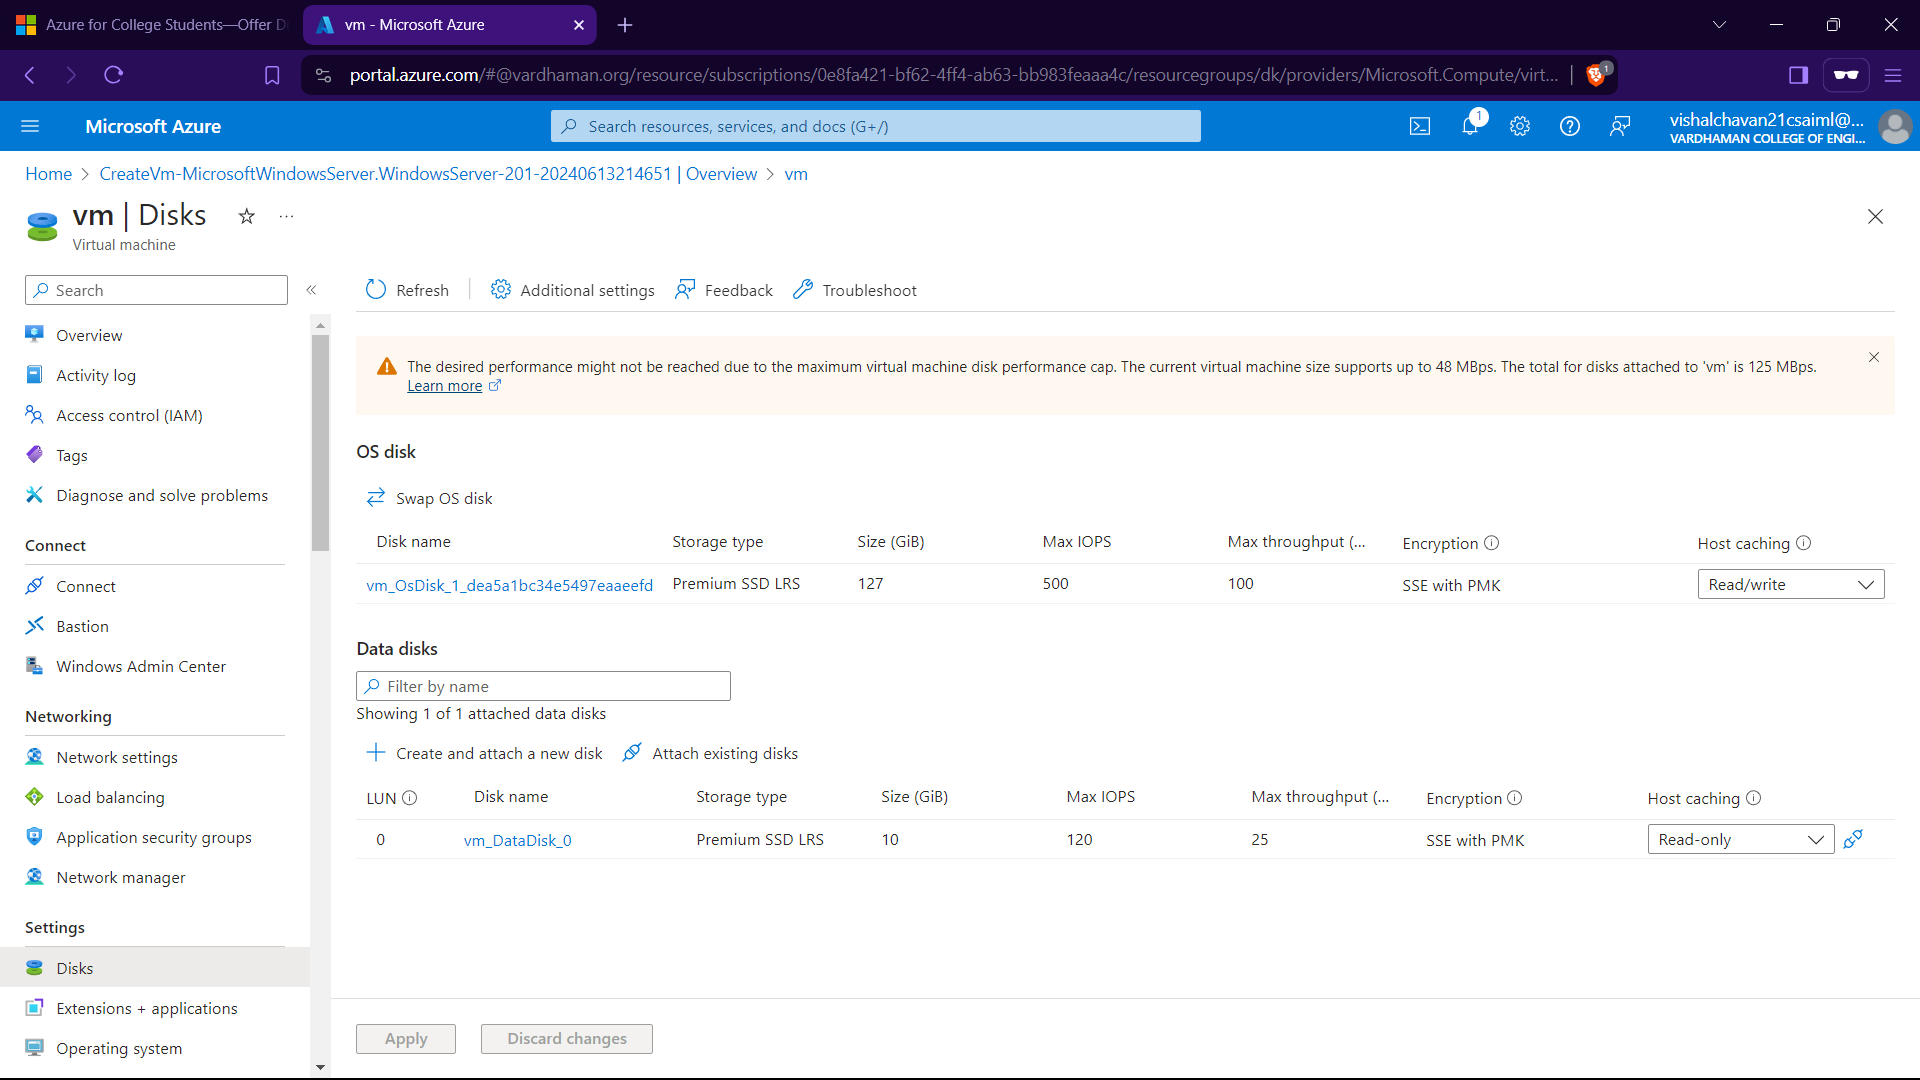 Azure for College Students—Offer D
vm - Microsoft Azure
portal.azure.com/#@vardhaman.org/resource/subscriptions/0e8fa421-bf62-4ff4-ab63-bb983feaaa4c/resourcegroups/dk/providers/Microsoft.Compute/virt...
1
Microsoft Azure
Search resources, services, and docs (G+/)
1
vishalchavan21csaiml@...
VARDHAMAN COLLEGE OF ENGI...
Home > CreateVm-MicrosoftWindowsServer.WindowsServer-201-20240613214651 | Overview > vm
vm | Disks
Virtual machine
Search
Overview
Activity log
Access control (IAM)
Tags
Diagnose and solve problems
Connect
Connect
Bastion
Windows Admin Center
Networking
Network settings
Load balancing
Application security groups
Network manager
Settings
Disks
Extensions + applications
Operating system
Refresh
Additional settings
Feedback
Troubleshoot
The desired performance might not be reached due to the maximum virtual machine disk performance cap. The current virtual machine size supports up to 48 MBps. The total for disks attached to 'vm' is 125 MBps.
Learn more
OS disk
Swap OS disk
Disk name Storage type Size (GiB) Max IOPS Max throughput (... Encryption Host caching
vm_OsDisk_1_dea5a1bc34e5497eaaeefd Premium SSD LRS 127 500 100 SSE with PMK Read/write
Data disks
Filter by name
Showing 1 of 1 attached data disks
Create and attach a new disk Attach existing disks
LUN Disk name Storage type Size (GiB) Max IOPS Max throughput (... Encryption Host caching
0 vm_DataDisk_0 Premium SSD LRS 10 120 25 SSE with PMK Read-only
Apply Discard changes